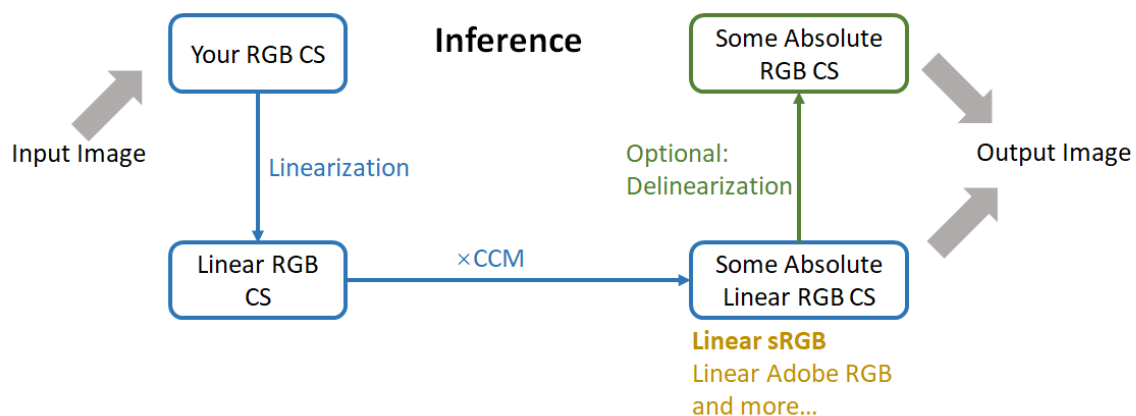 Inference
Your RGB CS
Some Absolute
RGB CS
Input Image
Linearization
Optional:
Delinearization
Output Image
Linear RGB
CS
×CCM
Some Absolute
Linear RGB CS
Linear sRGB
Linear Adobe RGB
and more...